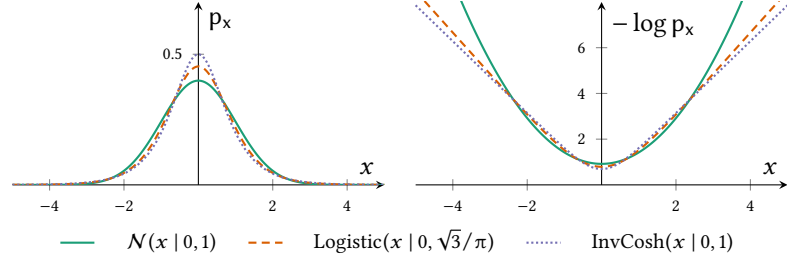 pₓ
0.5
x
−4 −2 2 4
− log pₓ
6
4
2
x
−4 −2 2 4
N(x | 0, 1) Logistic(x | 0, √3/π) InvCosh(x | 0, 1)